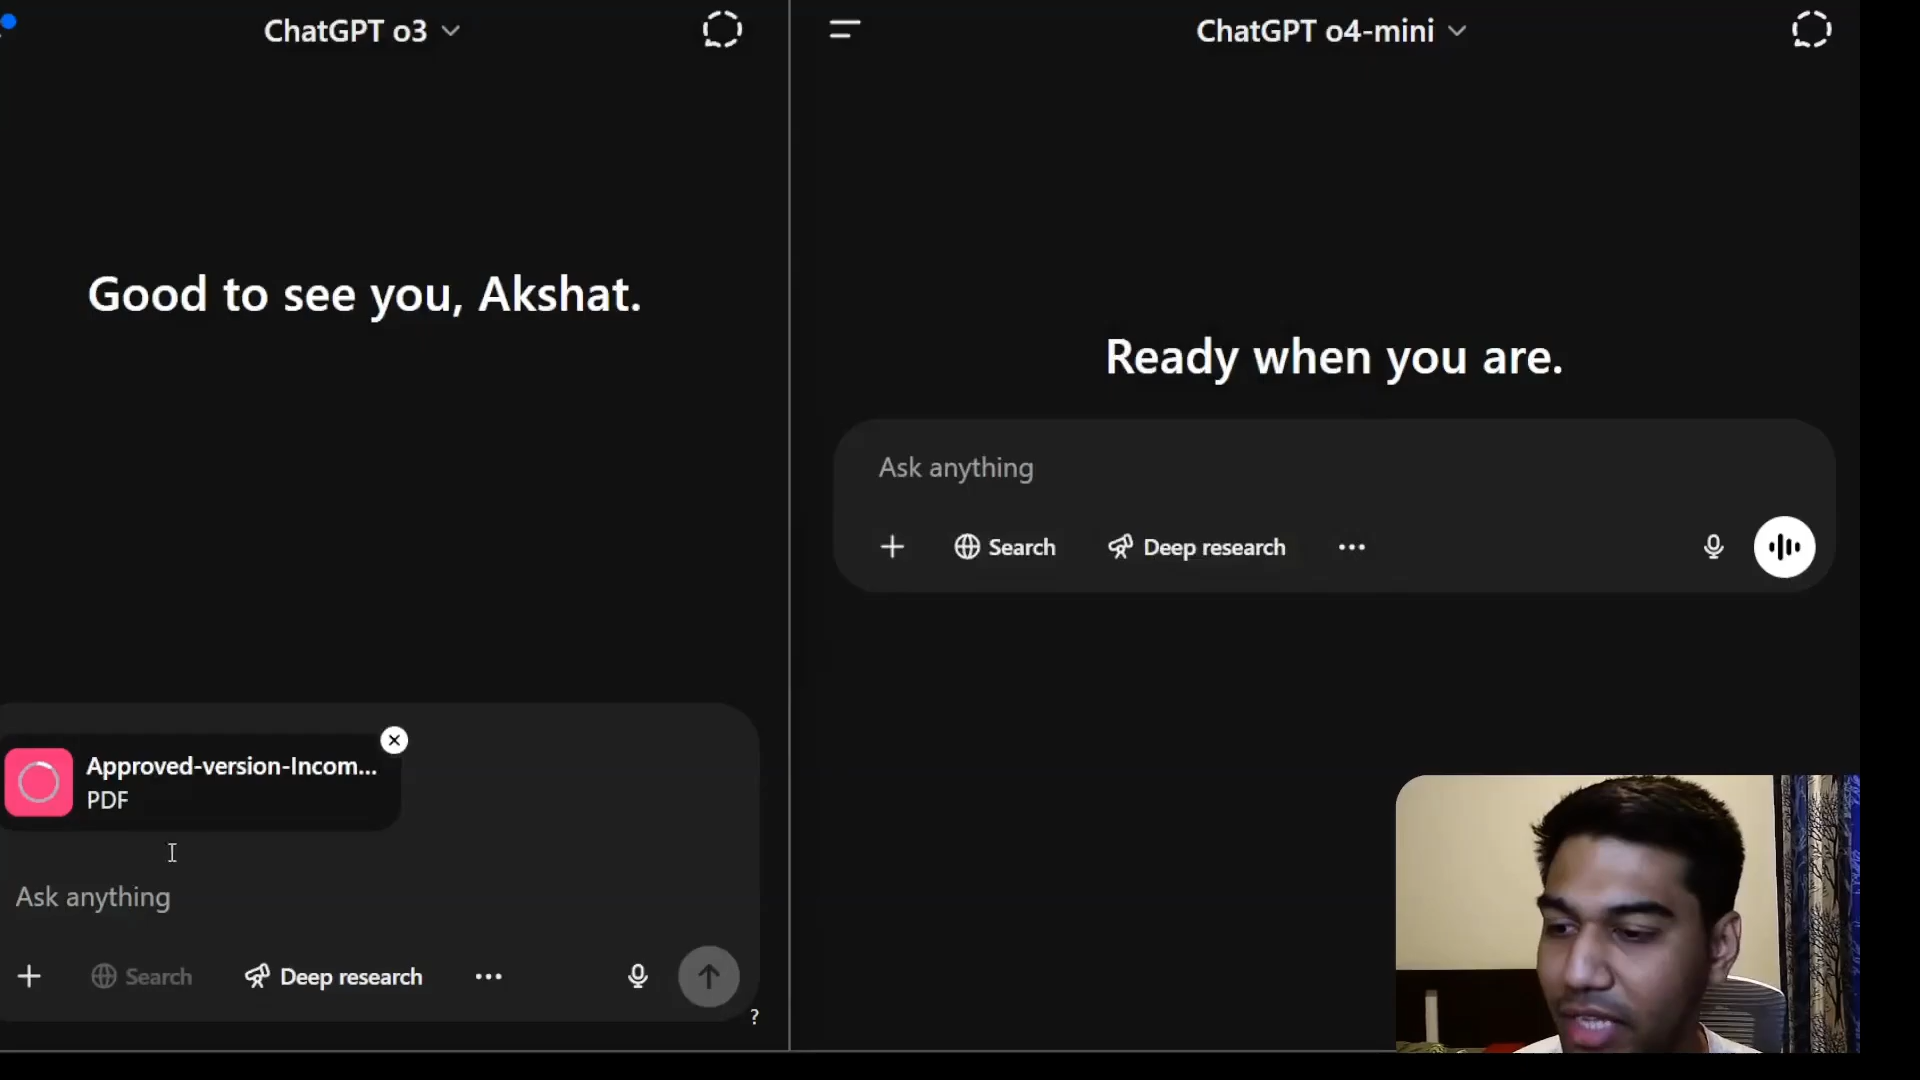 ChatGPT o3
Good to see you, Akshat.
Approved-version-Incom...
PDF
Ask anything
Search
Deep research
?
ChatGPT o4-mini
Ready when you are.
Ask anything
Search
Deep research